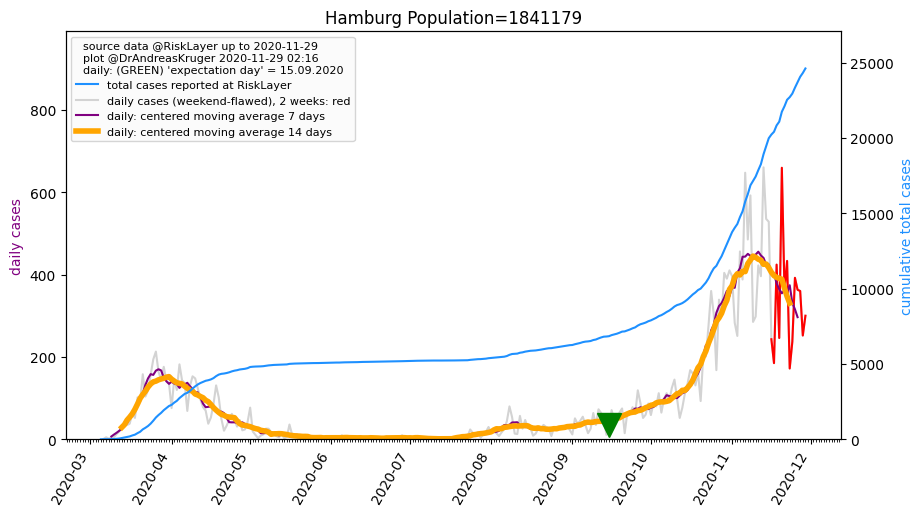 Hamburg Population=1841179
source data @RiskLayer up to 2020-11-29
plot @DrAndreasKruger 2020-11-29 02:16
daily: (GREEN) 'expectation day' = 15.09.2020
total cases reported at RiskLayer
daily cases (weekend-flawed), 2 weeks: red
daily: centered moving average 7 days
daily: centered moving average 14 days
daily cases
800
600
400
200
0
25000
20000
15000
10000
5000
0
cumulative total cases
2020-03
2020-04
2020-05
2020-06
2020-07
2020-08
2020-09
2020-10
2020-11
2020-12